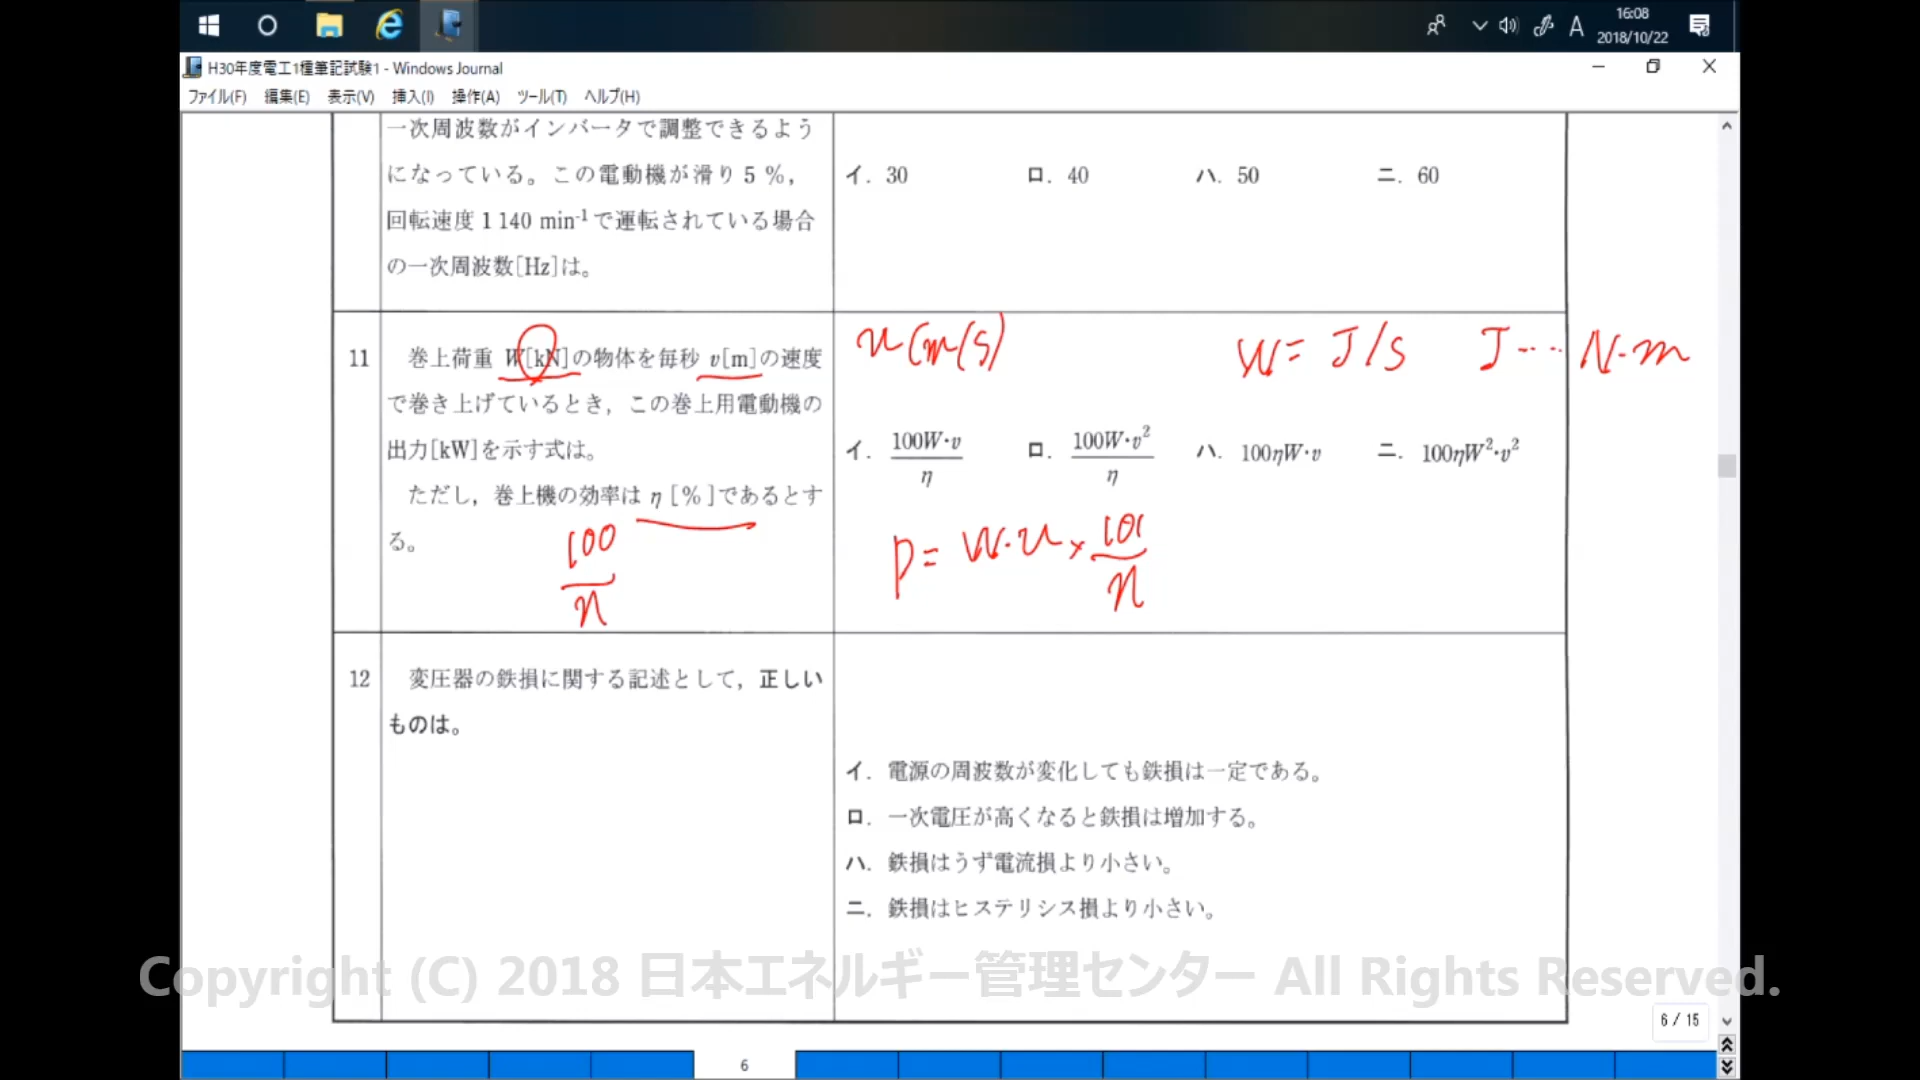 16:08
2018/10/22
H30年度電工1種筆記試験1 - Windows Journal
ファイル(F) 編集(E) 表示(V) 挿入(I) 操作(A) ツール(T) ヘルプ(H)
一次周波数がインバータで調整できるよう
になっている。この電動機が滑り 5 %,
回転速度 1 140 min⁻¹ で運転されている場合
の一次周波数[Hz]は。
イ. 30 ロ. 40 ハ. 50 ニ. 60
11 巻上荷重 W[kN]の物体を毎秒 v[m]の速度
で巻き上げているとき，この巻上用電動機の
出力[kW]を示す式は。
ただし，巻上機の効率は η [%]であるとす
る。
100/η
v(m/s)
W= J/s J… N·m
イ. 100W·v/η ロ. 100W·v²/η ハ. 100ηW·v ニ. 100ηW²·v²
P= W·v × 100/η
12 変圧器の鉄損に関する記述として，正しい
ものは。
イ. 電源の周波数が変化しても鉄損は一定である。
ロ. 一次電圧が高くなると鉄損は増加する。
ハ. 鉄損はうず電流損より小さい。
ニ. 鉄損はヒステリシス損より小さい。
Copyright (C) 2018 日本エネルギー管理センター All Rights Reserved.
6 / 15
6